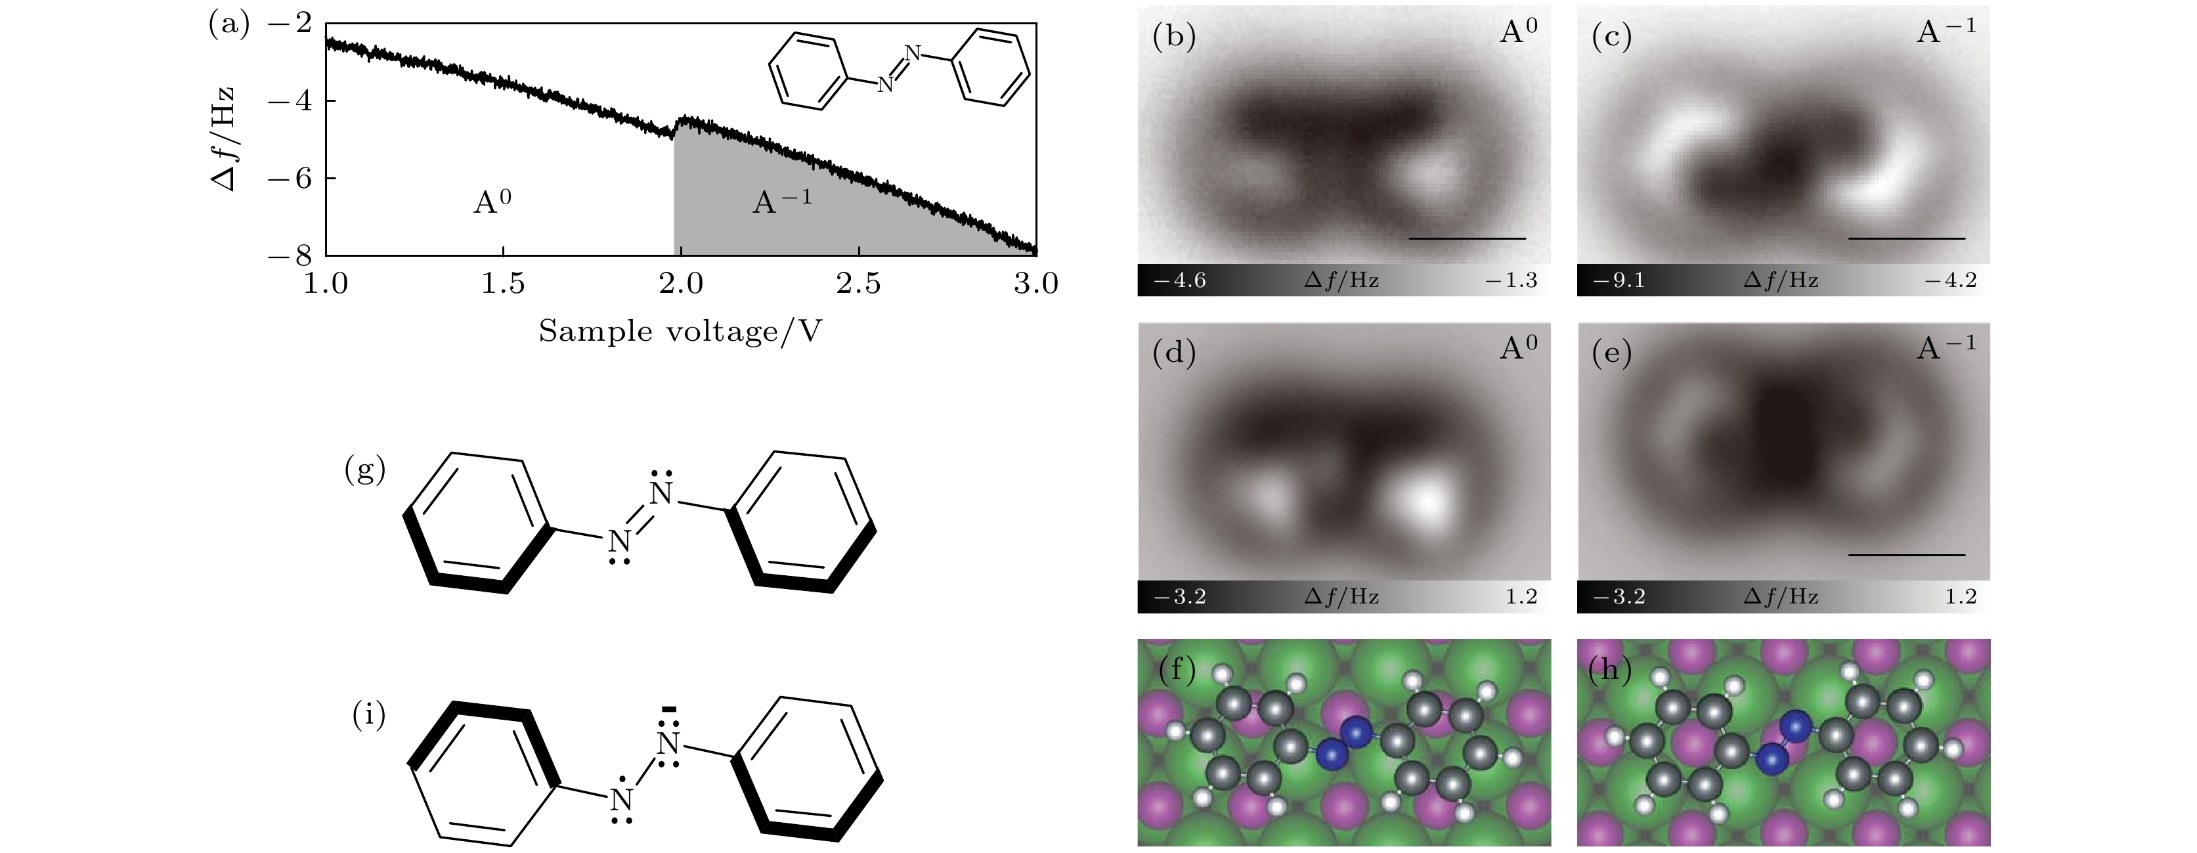 (a)
−2
−4
−6
−8
Δf/Hz
N
N
A⁰
A⁻¹
1.0 1.5 2.0 2.5 3.0
Sample voltage/V
(b) A⁰
−4.6 Δf/Hz −1.3
(c) A⁻¹
−9.1 Δf/Hz −4.2
(d) A⁰
−3.2 Δf/Hz 1.2
(e) A⁻¹
−3.2 Δf/Hz 1.2
(g)
N
N
(f)
(h)
(i)
N
N